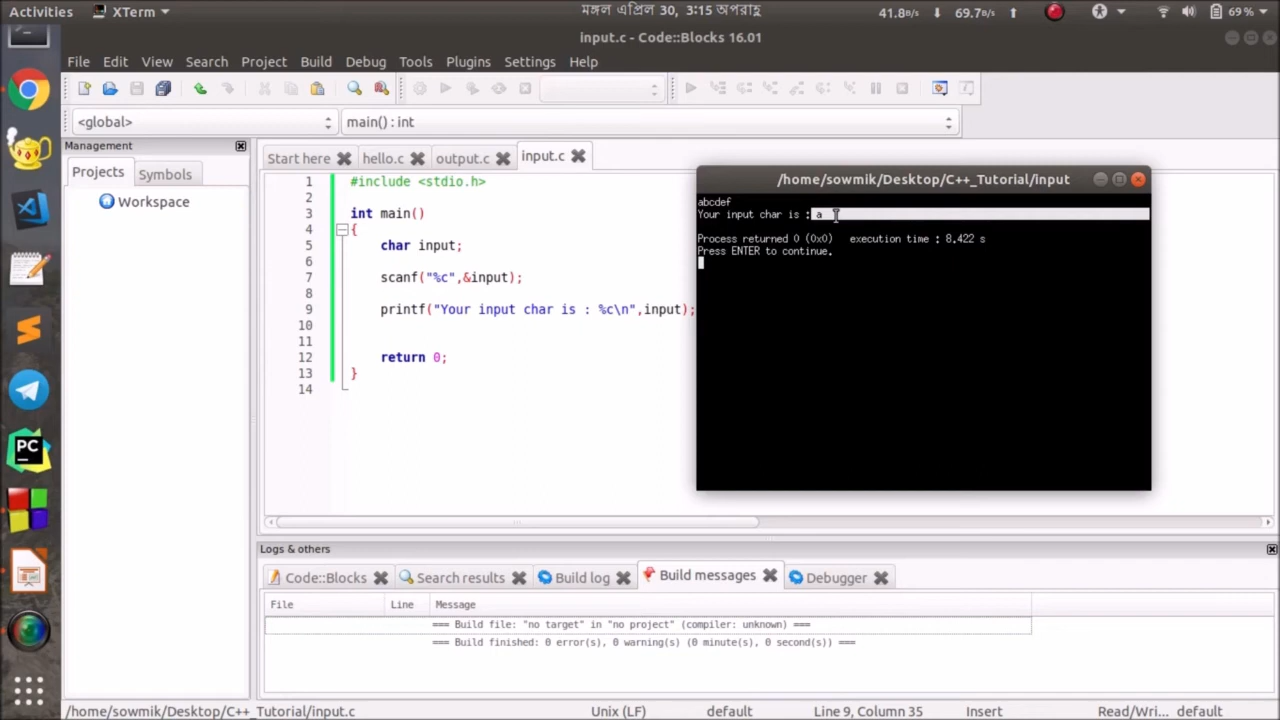 Activities XTerm মঙ্গল এপ্রিল 30, 3:15 অপরাহ্ণ 41.8B/s 69.7B/s 69 %
input.c - Code::Blocks 16.01
File Edit View Search Project Build Debug Tools Plugins Settings Help
<global> main() : int
Management
Projects Symbols
Workspace
Start here hello.c output.c input.c
1 #include <stdio.h>
2
3 int main()
4 {
5 char input;
6
7 scanf("%c",&input);
8
9 printf("Your input char is : %c\n",input);
10
11
12 return 0;
13 }
14
/home/sowmik/Desktop/C++_Tutorial/input
abcdef
Your input char is : a
Process returned 0 (0x0) execution time : 8.422 s
Press ENTER to continue.
Logs & others
Code::Blocks Search results Build log Build messages Debugger
File Line Message
=== Build file: "no target" in "no project" (compiler: unknown) ===
=== Build finished: 0 error(s), 0 warning(s) (0 minute(s), 0 second(s)) ===
/home/sowmik/Desktop/C++_Tutorial/input.c Unix (LF) default Line 9, Column 35 Insert Read/Wri... default
PC